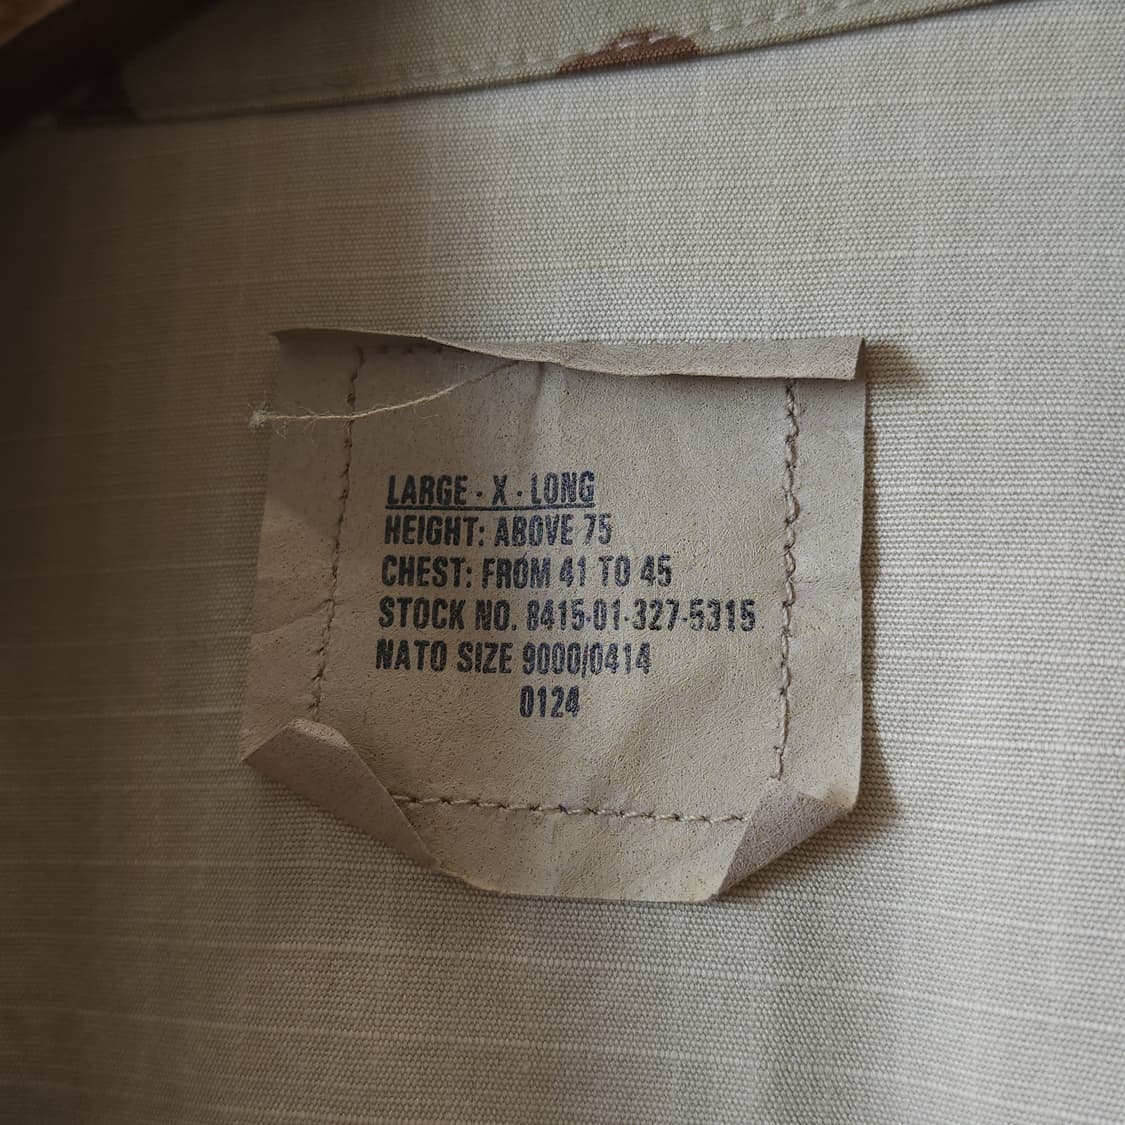 LARGE - X - LONG
HEIGHT: ABOVE 75
CHEST: FROM 41 TO 45
STOCK NO. 8415-01-327-5315
NATO SIZE 9000/0414
0124